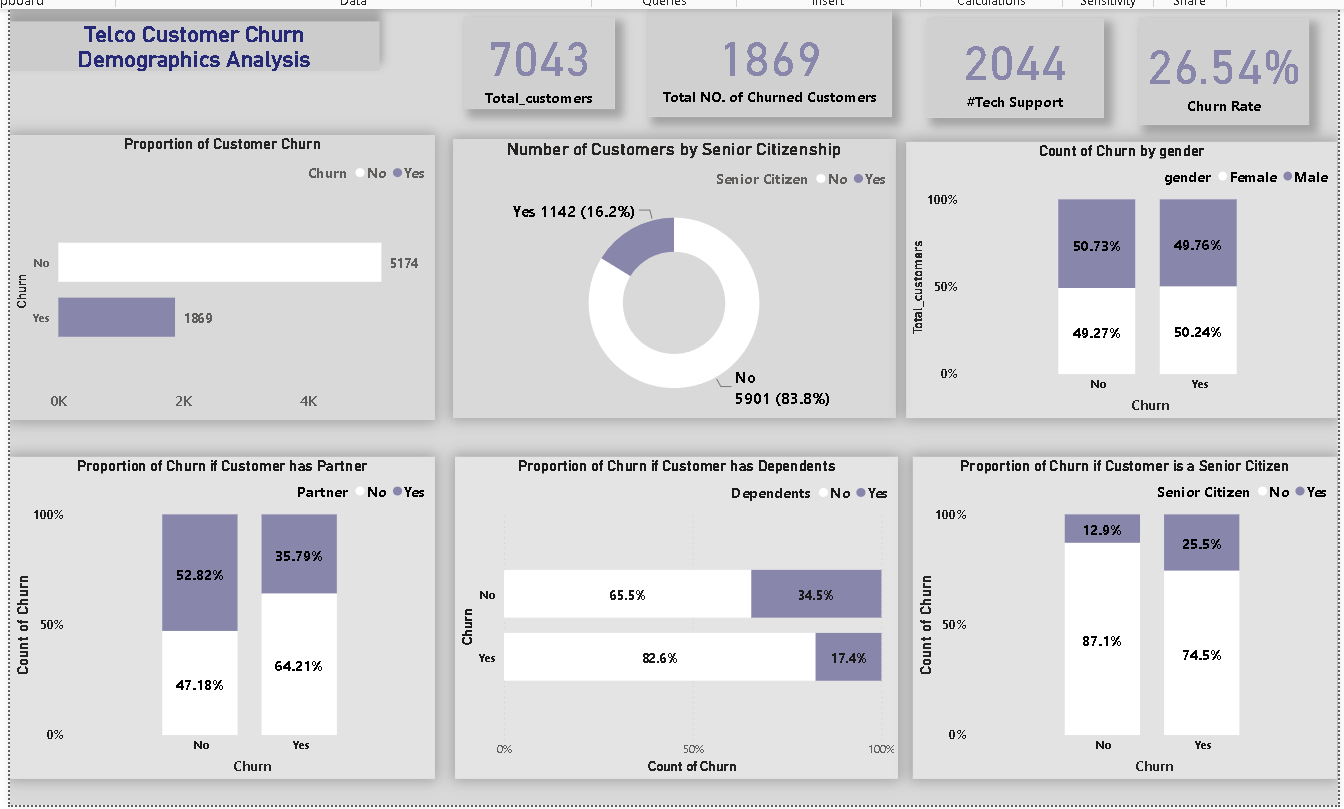 Data
Queries
Insert
Calculations
Sensitivity
Share
Telco Customer Churn
Demographics Analysis
7043
Total_customers
1869
Total NO. of Churned Customers
2044
#Tech Support
26.54%
Churn Rate
Proportion of Customer Churn
Churn No Yes
Churn
No
5174
Yes
1869
0K 2K 4K
Number of Customers by Senior Citizenship
Senior Citizen No Yes
Yes 1142 (16.2%)
No
5901 (83.8%)
Count of Churn by gender
gender Female Male
Total_customers
100%
50%
0%
50.73% 49.76%
49.27% 50.24%
No Yes
Churn
Proportion of Churn if Customer has Partner
Partner No Yes
Count of Churn
100%
50%
0%
52.82% 35.79%
47.18% 64.21%
No Yes
Churn
Proportion of Churn if Customer has Dependents
Dependents No Yes
Churn
No 65.5% 34.5%
Yes 82.6% 17.4%
0% 50% 100%
Count of Churn
Proportion of Churn if Customer is a Senior Citizen
Senior Citizen No Yes
Count of Churn
100%
50%
0%
12.9% 25.5%
87.1% 74.5%
No Yes
Churn